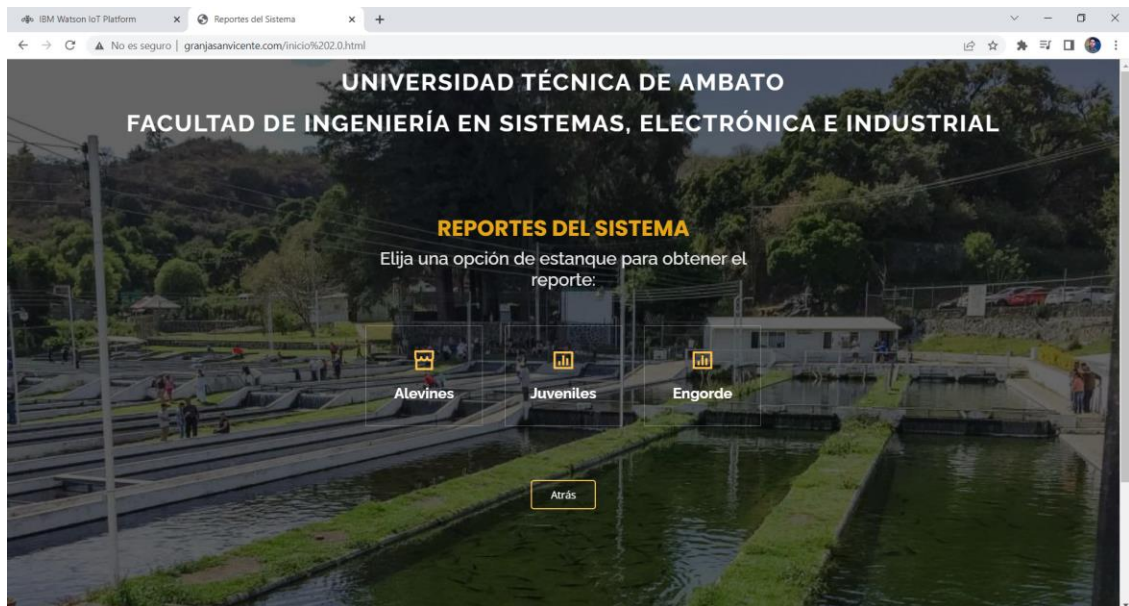 IBM Watson IoT Platform
Reportes del Sistema
No es seguro | granjasanvicente.com/inicio%202.0.html
UNIVERSIDAD TÉCNICA DE AMBATO
FACULTAD DE INGENIERÍA EN SISTEMAS, ELECTRÓNICA E INDUSTRIAL
REPORTES DEL SISTEMA
Elija una opción de estanque para obtener el
reporte:
Alevines
Juveniles
Engorde
Atrás